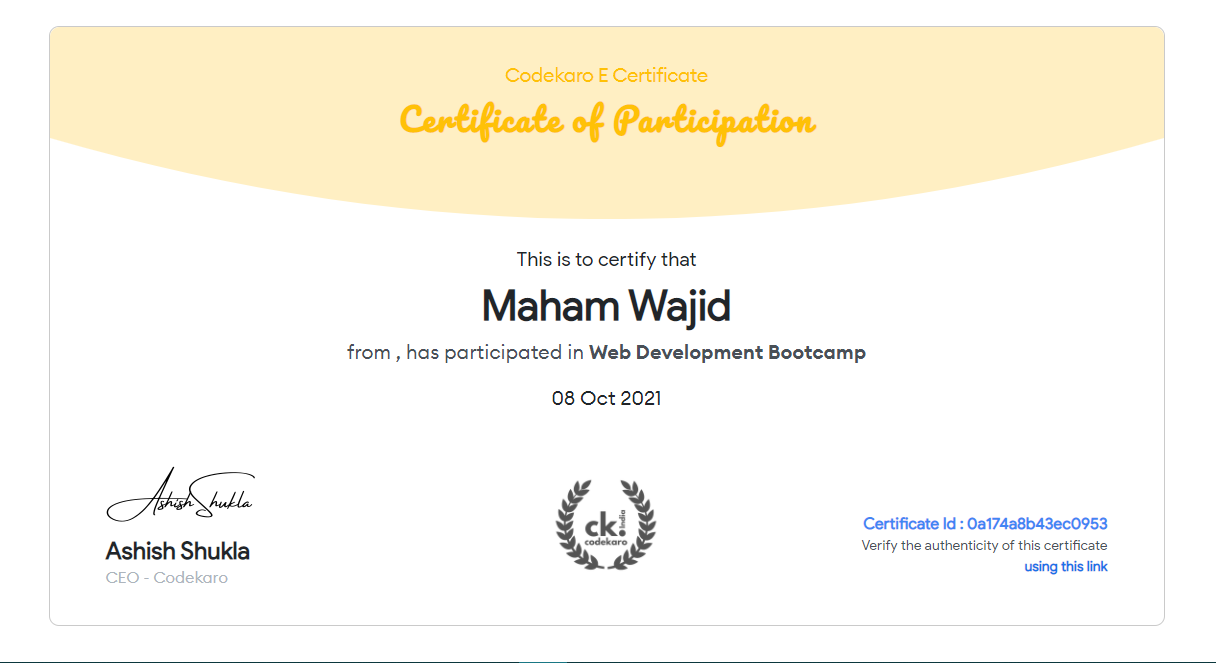 Codekaro E Certificate
Certificate of Participation
This is to certify that
Maham Wajid
from , has participated in Web Development Bootcamp
08 Oct 2021
Ashish Shukla
Ashish Shukla
CEO - Codekaro
ck! India
codekaro
Certificate Id : 0a174a8b43ec0953
Verify the authenticity of this certificate
using this link